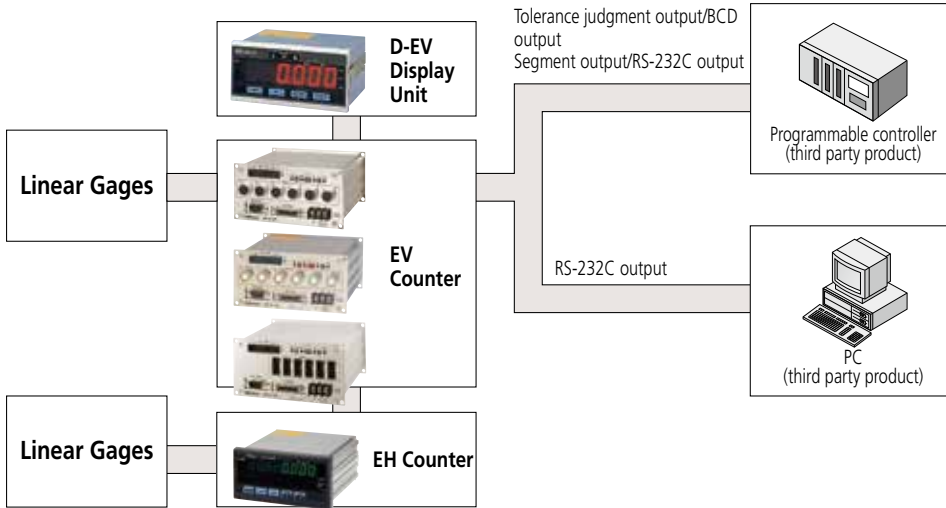 D-EV
Display
Unit
Tolerance judgment output/BCD
output
Segment output/RS-232C output
Programmable controller
(third party product)
Linear Gages
EV
Counter
RS-232C output
PC
(third party product)
Linear Gages
EH Counter
0000